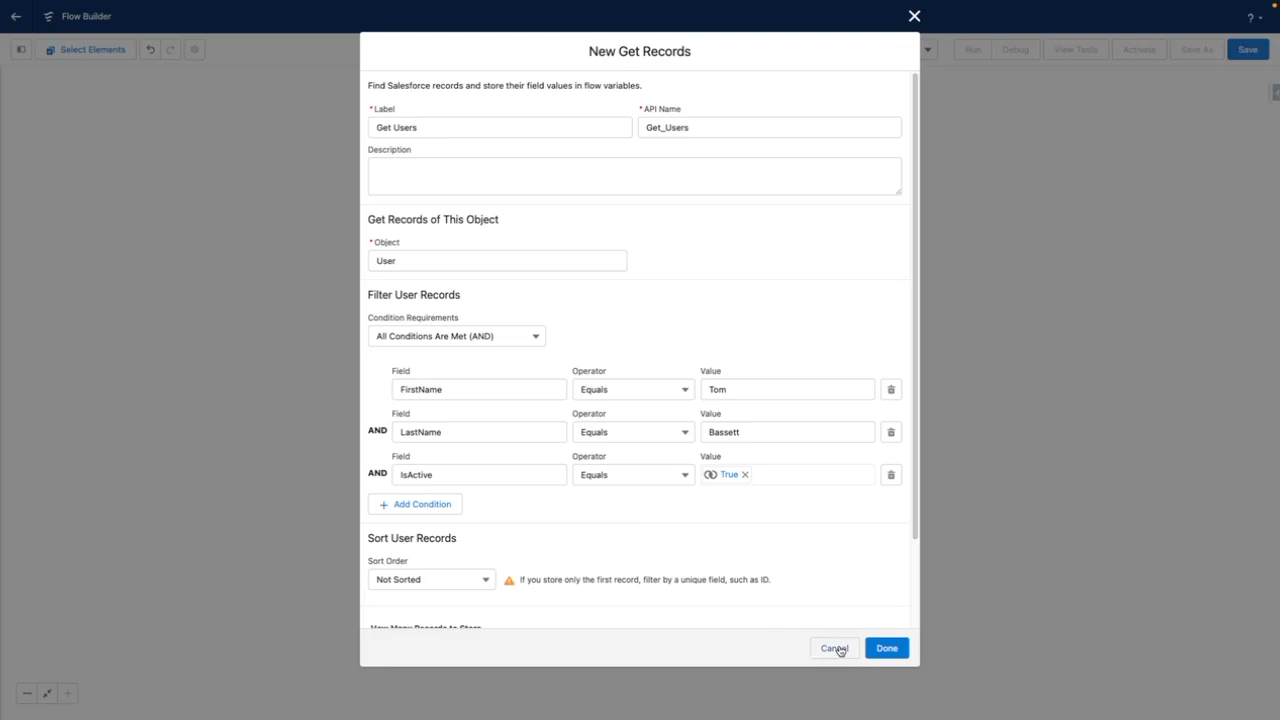 Flow Builder
?
Select Elements
Run
Debug
View Tests
Activate
Save As
Save
New Get Records
Find Salesforce records and store their field values in flow variables.
* Label
* API Name
Get Users
Get_Users
Description
Get Records of This Object
* Object
User
Filter User Records
Condition Requirements
All Conditions Are Met (AND)
Field
Operator
Value
FirstName
Equals
Tom
Field
Operator
Value
AND
LastName
Equals
Bassett
Field
Operator
Value
AND
IsActive
Equals
True
+ Add Condition
Sort User Records
Sort Order
Not Sorted
If you store only the first record, filter by a unique field, such as ID.
How Many Records to Store
Cancel
Done